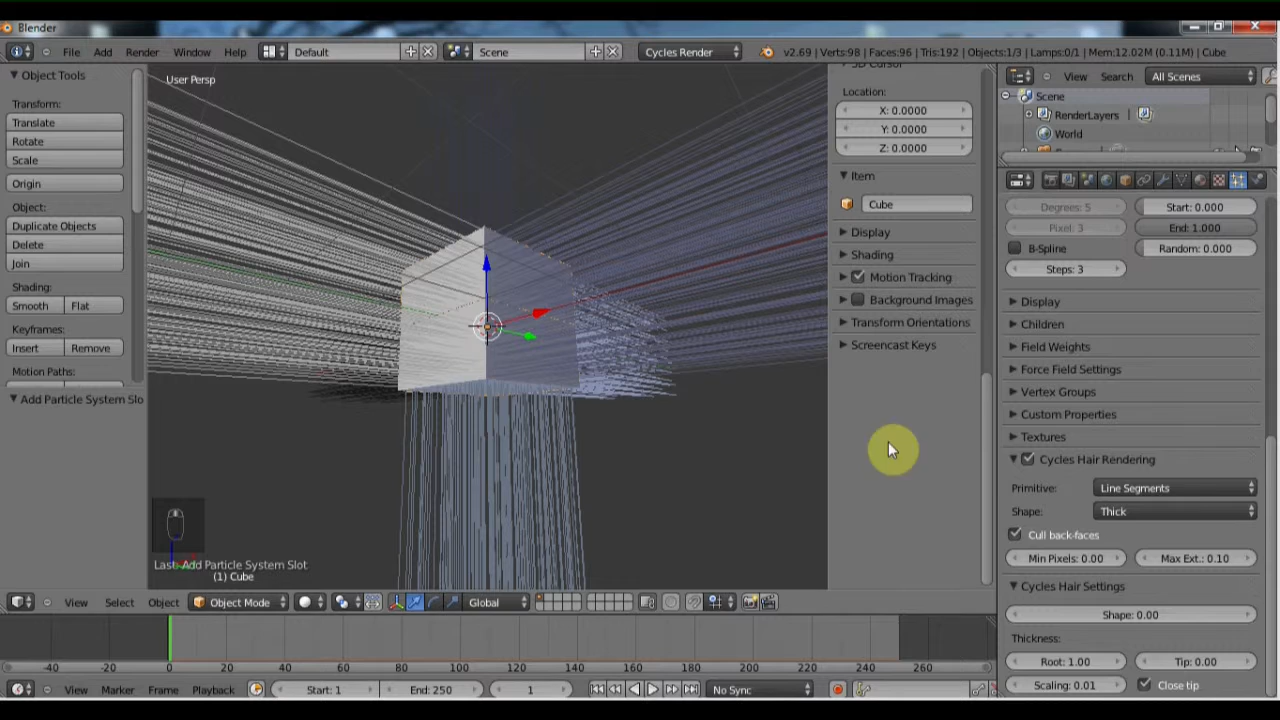 Blender
File Add Render Window Help Default Scene Cycles Render v2.69 | Verts:98 | Faces:96 | Tris:192 | Objects:1/3 | Lamps:0/1 | Mem:12.02M (0.11M) | Cube
Object Tools
Transform:
Translate
Rotate
Scale
Origin
Object:
Duplicate Objects
Delete
Join
Shading:
Smooth Flat
Keyframes:
Insert Remove
Motion Paths:
Add Particle System Slo
User Persp
Last: Add Particle System Slot
(1) Cube
3D Cursor
Location:
X: 0.0000
Y: 0.0000
Z: 0.0000
Item
Cube
Display
Shading
Motion Tracking
Background Images
Transform Orientations
Screencast Keys
View Search All Scenes
Scene
RenderLayers |
World
Degrees: 5 Start: 0.000
Pixel: 3 End: 1.000
B-Spline Random: 0.000
Steps: 3
Display
Children
Field Weights
Force Field Settings
Vertex Groups
Custom Properties
Textures
Cycles Hair Rendering
Primitive: Line Segments
Shape: Thick
Cull back-faces
Min Pixels: 0.00 Max Ext.: 0.10
Cycles Hair Settings
Shape: 0.00
Thickness:
Root: 1.00 Tip: 0.00
Scaling: 0.01 Close tip
View Select Object Object Mode Global
-40 -20 0 20 40 60 80 100 120 140 160 180 200 220 240 260
View Marker Frame Playback Start: 1 End: 250 1 No Sync